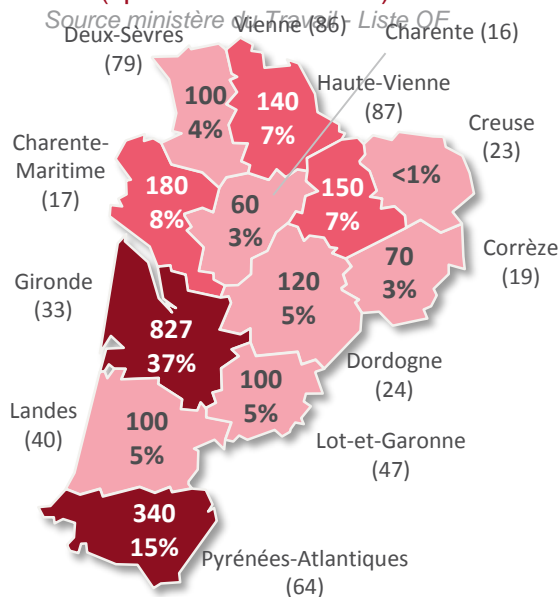 Source ministère du Travail - Liste OF
Deux-Sèvres
(79)
Vienne (86)
Charente (16)
100
4%
140
7%
Haute-Vienne
(87)
Creuse
(23)
Charente-
Maritime
(17)
180
8%
60
3%
150
7%
<1%
Gironde
(33)
120
5%
70
3%
Corrèze
(19)
827
37%
Dordogne
(24)
100
5%
Landes
(40)
100
5%
Lot-et-Garonne
(47)
340
15%
Pyrénées-Atlantiques
(64)